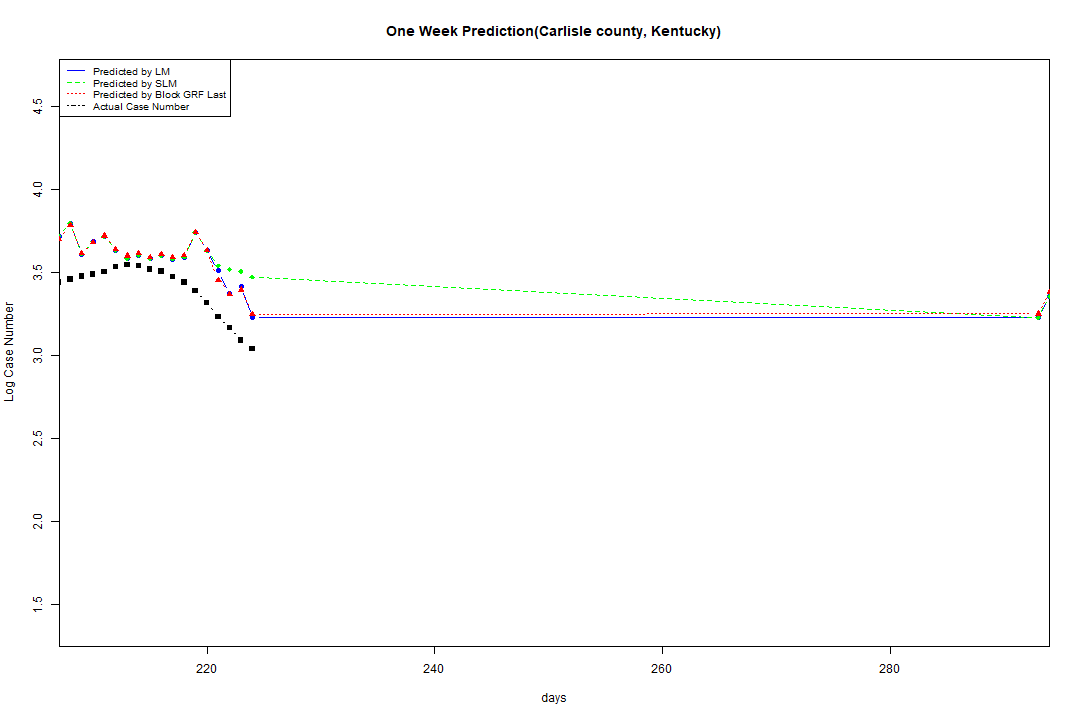 One Week Prediction(Carlisle county, Kentucky)
Predicted by LM
Predicted by SLM
Predicted by Block GRF Last
Actual Case Number
4.5
4.0
3.5
3.0
2.5
2.0
1.5
Log Case Number
220
240
260
280
days